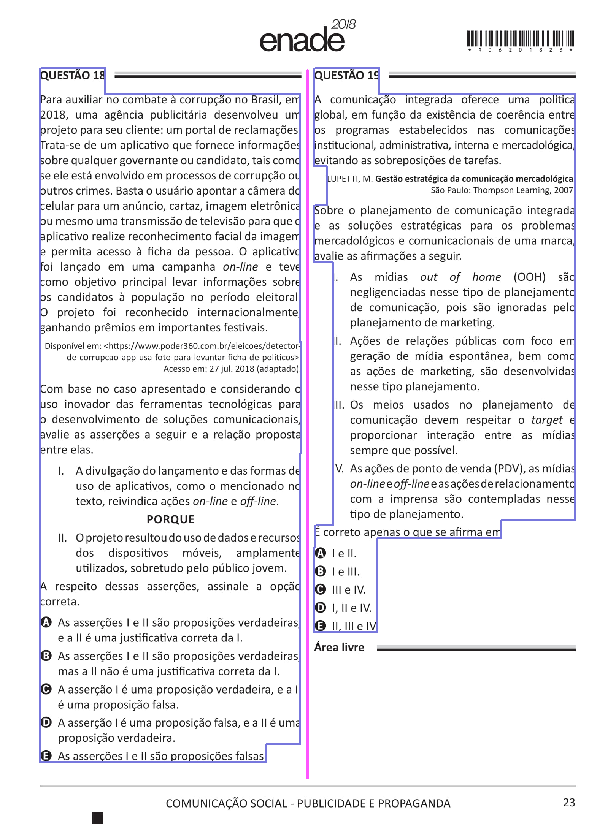 enade 2018
QUESTÃO 18
Para auxiliar no combate à corrupção no Brasil, em
2018, uma agência publicitária desenvolveu um
projeto para seu cliente: um portal de reclamações.
Trata-se de um aplicativo que fornece informações
sobre qualquer governante ou candidato, tais como
se ele está envolvido em processos de corrupção ou
outros crimes. Basta o usuário apontar a câmera do
celular para um anúncio, cartaz, imagem eletrônica
ou mesmo uma transmissão de televisão para que o
aplicativo realize reconhecimento facial da imagem
e permita acesso à ficha da pessoa. O aplicativo
foi lançado em uma campanha on-line e teve
como objetivo principal levar informações sobre
os candidatos à população no período eleitoral.
O projeto foi reconhecido internacionalmente,
ganhando prêmios em importantes festivais.
Disponível em: <https://www.poder360.com.br/eleicoes/detector-
de-corrupcao-app-usa-foto-para-levantar-ficha-de-politicos>.
Acesso em: 27 jul. 2018 (adaptado).
Com base no caso apresentado e considerando o
uso inovador das ferramentas tecnológicas para
o desenvolvimento de soluções comunicacionais,
avalie as asserções a seguir e a relação proposta
entre elas.
I. A divulgação do lançamento e das formas de
uso de aplicativos, como o mencionado no
texto, reivindica ações on-line e off-line.
PORQUE
II. O projeto resultou do uso de dados e recursos
dos dispositivos móveis, amplamente
utilizados, sobretudo pelo público jovem.
A respeito dessas asserções, assinale a opção
correta.
A As asserções I e II são proposições verdadeiras,
e a II é uma justificativa correta da I.
B As asserções I e II são proposições verdadeiras,
mas a II não é uma justificativa correta da I.
C A asserção I é uma proposição verdadeira, e a II
é uma proposição falsa.
D A asserção I é uma proposição falsa, e a II é uma
proposição verdadeira.
E As asserções I e II são proposições falsas.
QUESTÃO 19
A comunicação integrada oferece uma política
global, em função da existência de coerência entre
os programas estabelecidos nas comunicações
institucional, administrativa, interna e mercadológica,
evitando as sobreposições de tarefas.
LUPETTI, M. Gestão estratégica da comunicação mercadológica.
São Paulo: Thompson Learning, 2007.
Sobre o planejamento de comunicação integrada
e as soluções estratégicas para os problemas
mercadológicos e comunicacionais de uma marca,
avalie as afirmações a seguir.
I. As mídias out of home (OOH) são
negligenciadas nesse tipo de planejamento
de comunicação, pois são ignoradas pelo
planejamento de marketing.
II. Ações de relações públicas com foco em
geração de mídia espontânea, bem como
as ações de marketing, são desenvolvidas
nesse tipo planejamento.
III. Os meios usados no planejamento de
comunicação devem respeitar o target e
proporcionar interação entre as mídias
sempre que possível.
IV. As ações de ponto de venda (PDV), as mídias
on-line e off-line e as ações de relacionamento
com a imprensa são contempladas nesse
tipo de planejamento.
É correto apenas o que se afirma em
A I e II.
B I e III.
C III e IV.
D I, II e IV.
E II, III e IV.
Área livre
COMUNICAÇÃO SOCIAL - PUBLICIDADE E PROPAGANDA
23